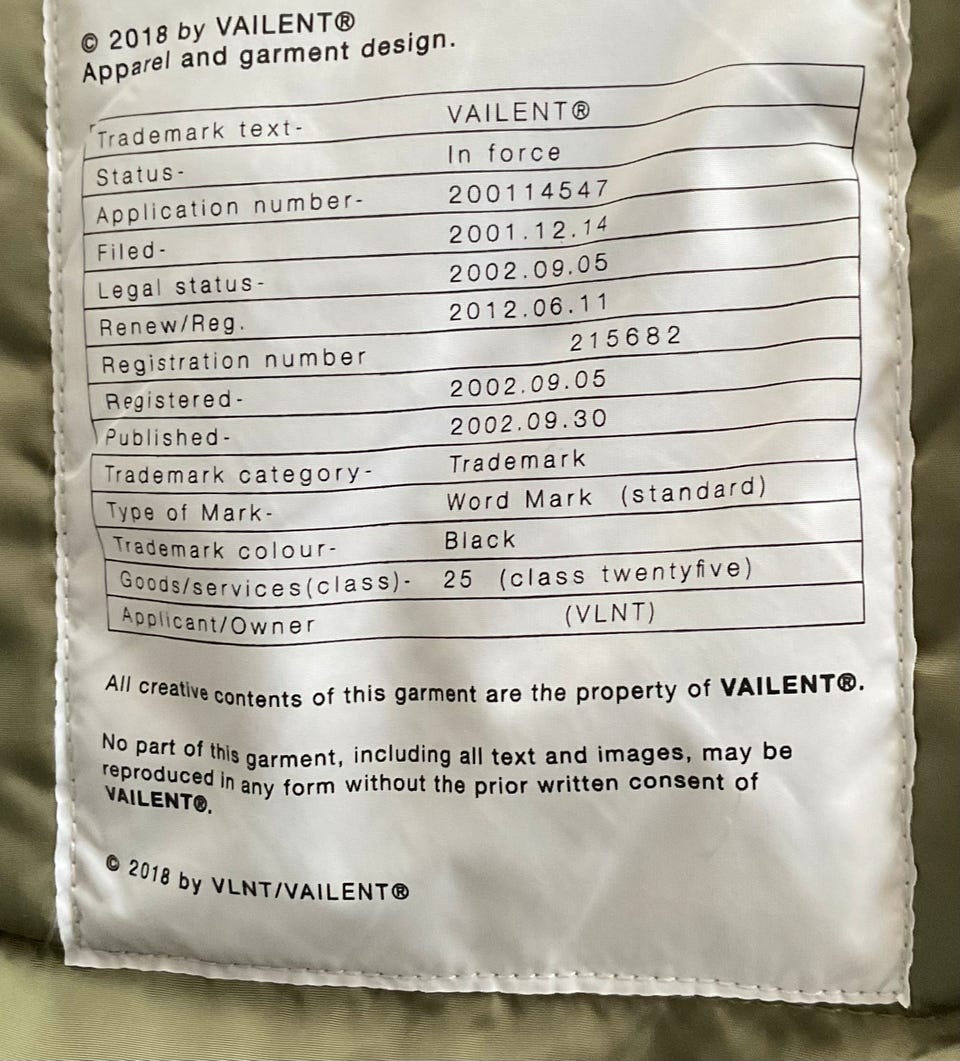 © 2018 by VAILENT®
Apparel and garment design.
Trademark text- VAILENT®
Status- In force
Application number- 200114547
Filed- 2001.12.14
Legal status- 2002.09.05
Renew/Reg. 2012.06.11
Registration number 215682
Registered- 2002.09.05
Published- 2002.09.30
Trademark category- Trademark
Type of Mark- Word Mark (standard)
Trademark colour- Black
Goods/services(class)- 25 (class twentyfive)
Applicant/Owner (VLNT)
All creative contents of this garment are the property of VAILENT®.
No part of this garment, including all text and images, may be
reproduced in any form without the prior written consent of
VAILENT®.
© 2018 by VLNT/VAILENT®